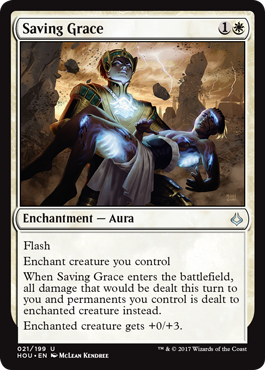 Saving Grace 1
Enchantment — Aura
Flash
Enchant creature you control
When Saving Grace enters the battlefield,
all damage that would be dealt this turn to
you and permanents you control is dealt to
enchanted creature instead.
Enchanted creature gets +0/+3.
021/199 U
HOU • EN McLean Kendree
™ & © 2017 Wizards of the Coast